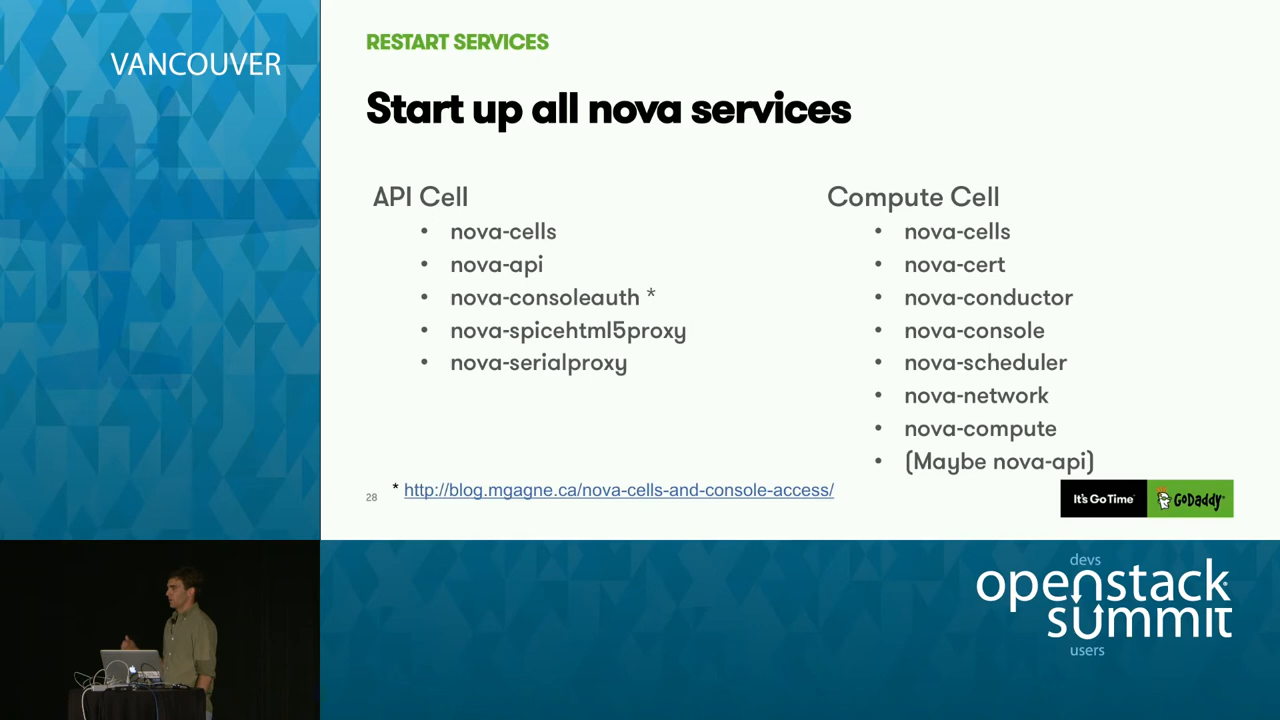 VANCOUVER
RESTART SERVICES
Start up all nova services
API Cell
• nova-cells
• nova-api
• nova-consoleauth *
• nova-spicehtml5proxy
• nova-serialproxy
Compute Cell
• nova-cells
• nova-cert
• nova-conductor
• nova-console
• nova-scheduler
• nova-network
• nova-compute
• (Maybe nova-api)
* http://blog.mgagne.ca/nova-cells-and-console-access/
28
It's Go Time
GoDaddy
devs
openstack
summit
users